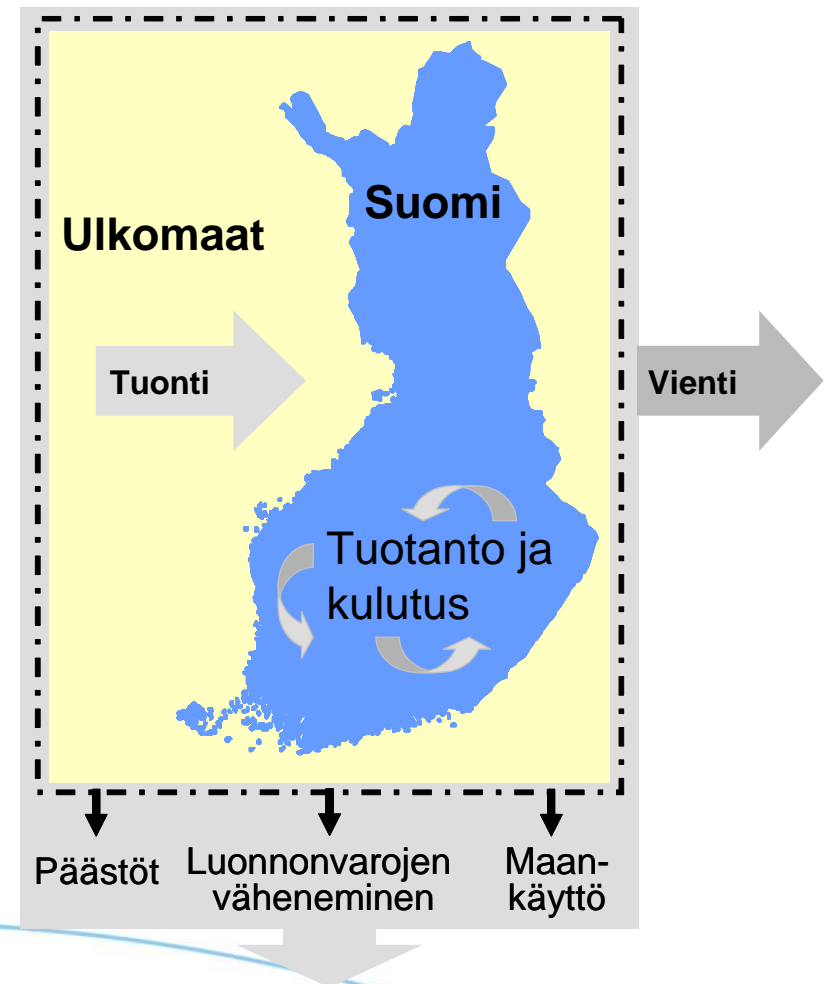 Suomi
Ulkomaat
Tuonti
Vienti
Tuotanto ja
kulutus
Päästöt
Luonnonvarojen
väheneminen
Maan-
käyttö